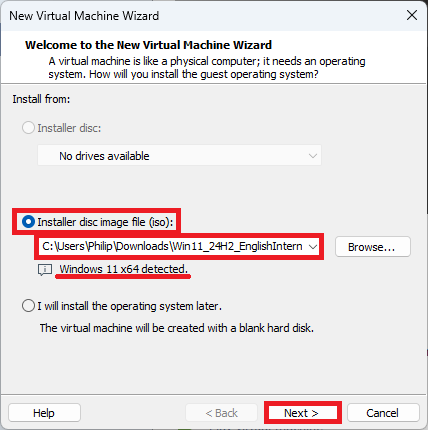 New Virtual Machine Wizard
Welcome to the New Virtual Machine Wizard
A virtual machine is like a physical computer; it needs an operating
system. How will you install the guest operating system?
Install from:
Installer disc:
No drives available
Installer disc image file (iso):
C:\Users\Philip\Downloads\Win11_24H2_EnglishIntern
Browse...
Windows 11 x64 detected.
I will install the operating system later.
The virtual machine will be created with a blank hard disk.
Help
< Back
Next >
Cancel